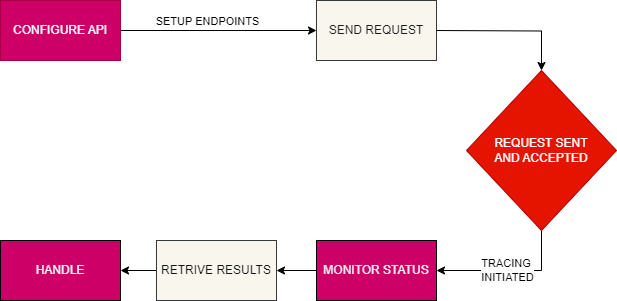 CONFIGURE API
SETUP ENDPOINTS
SEND REQUEST
REQUEST SENT
AND ACCEPTED
TRACING
INITIATED
MONITOR STATUS
RETRIVE RESULTS
HANDLE